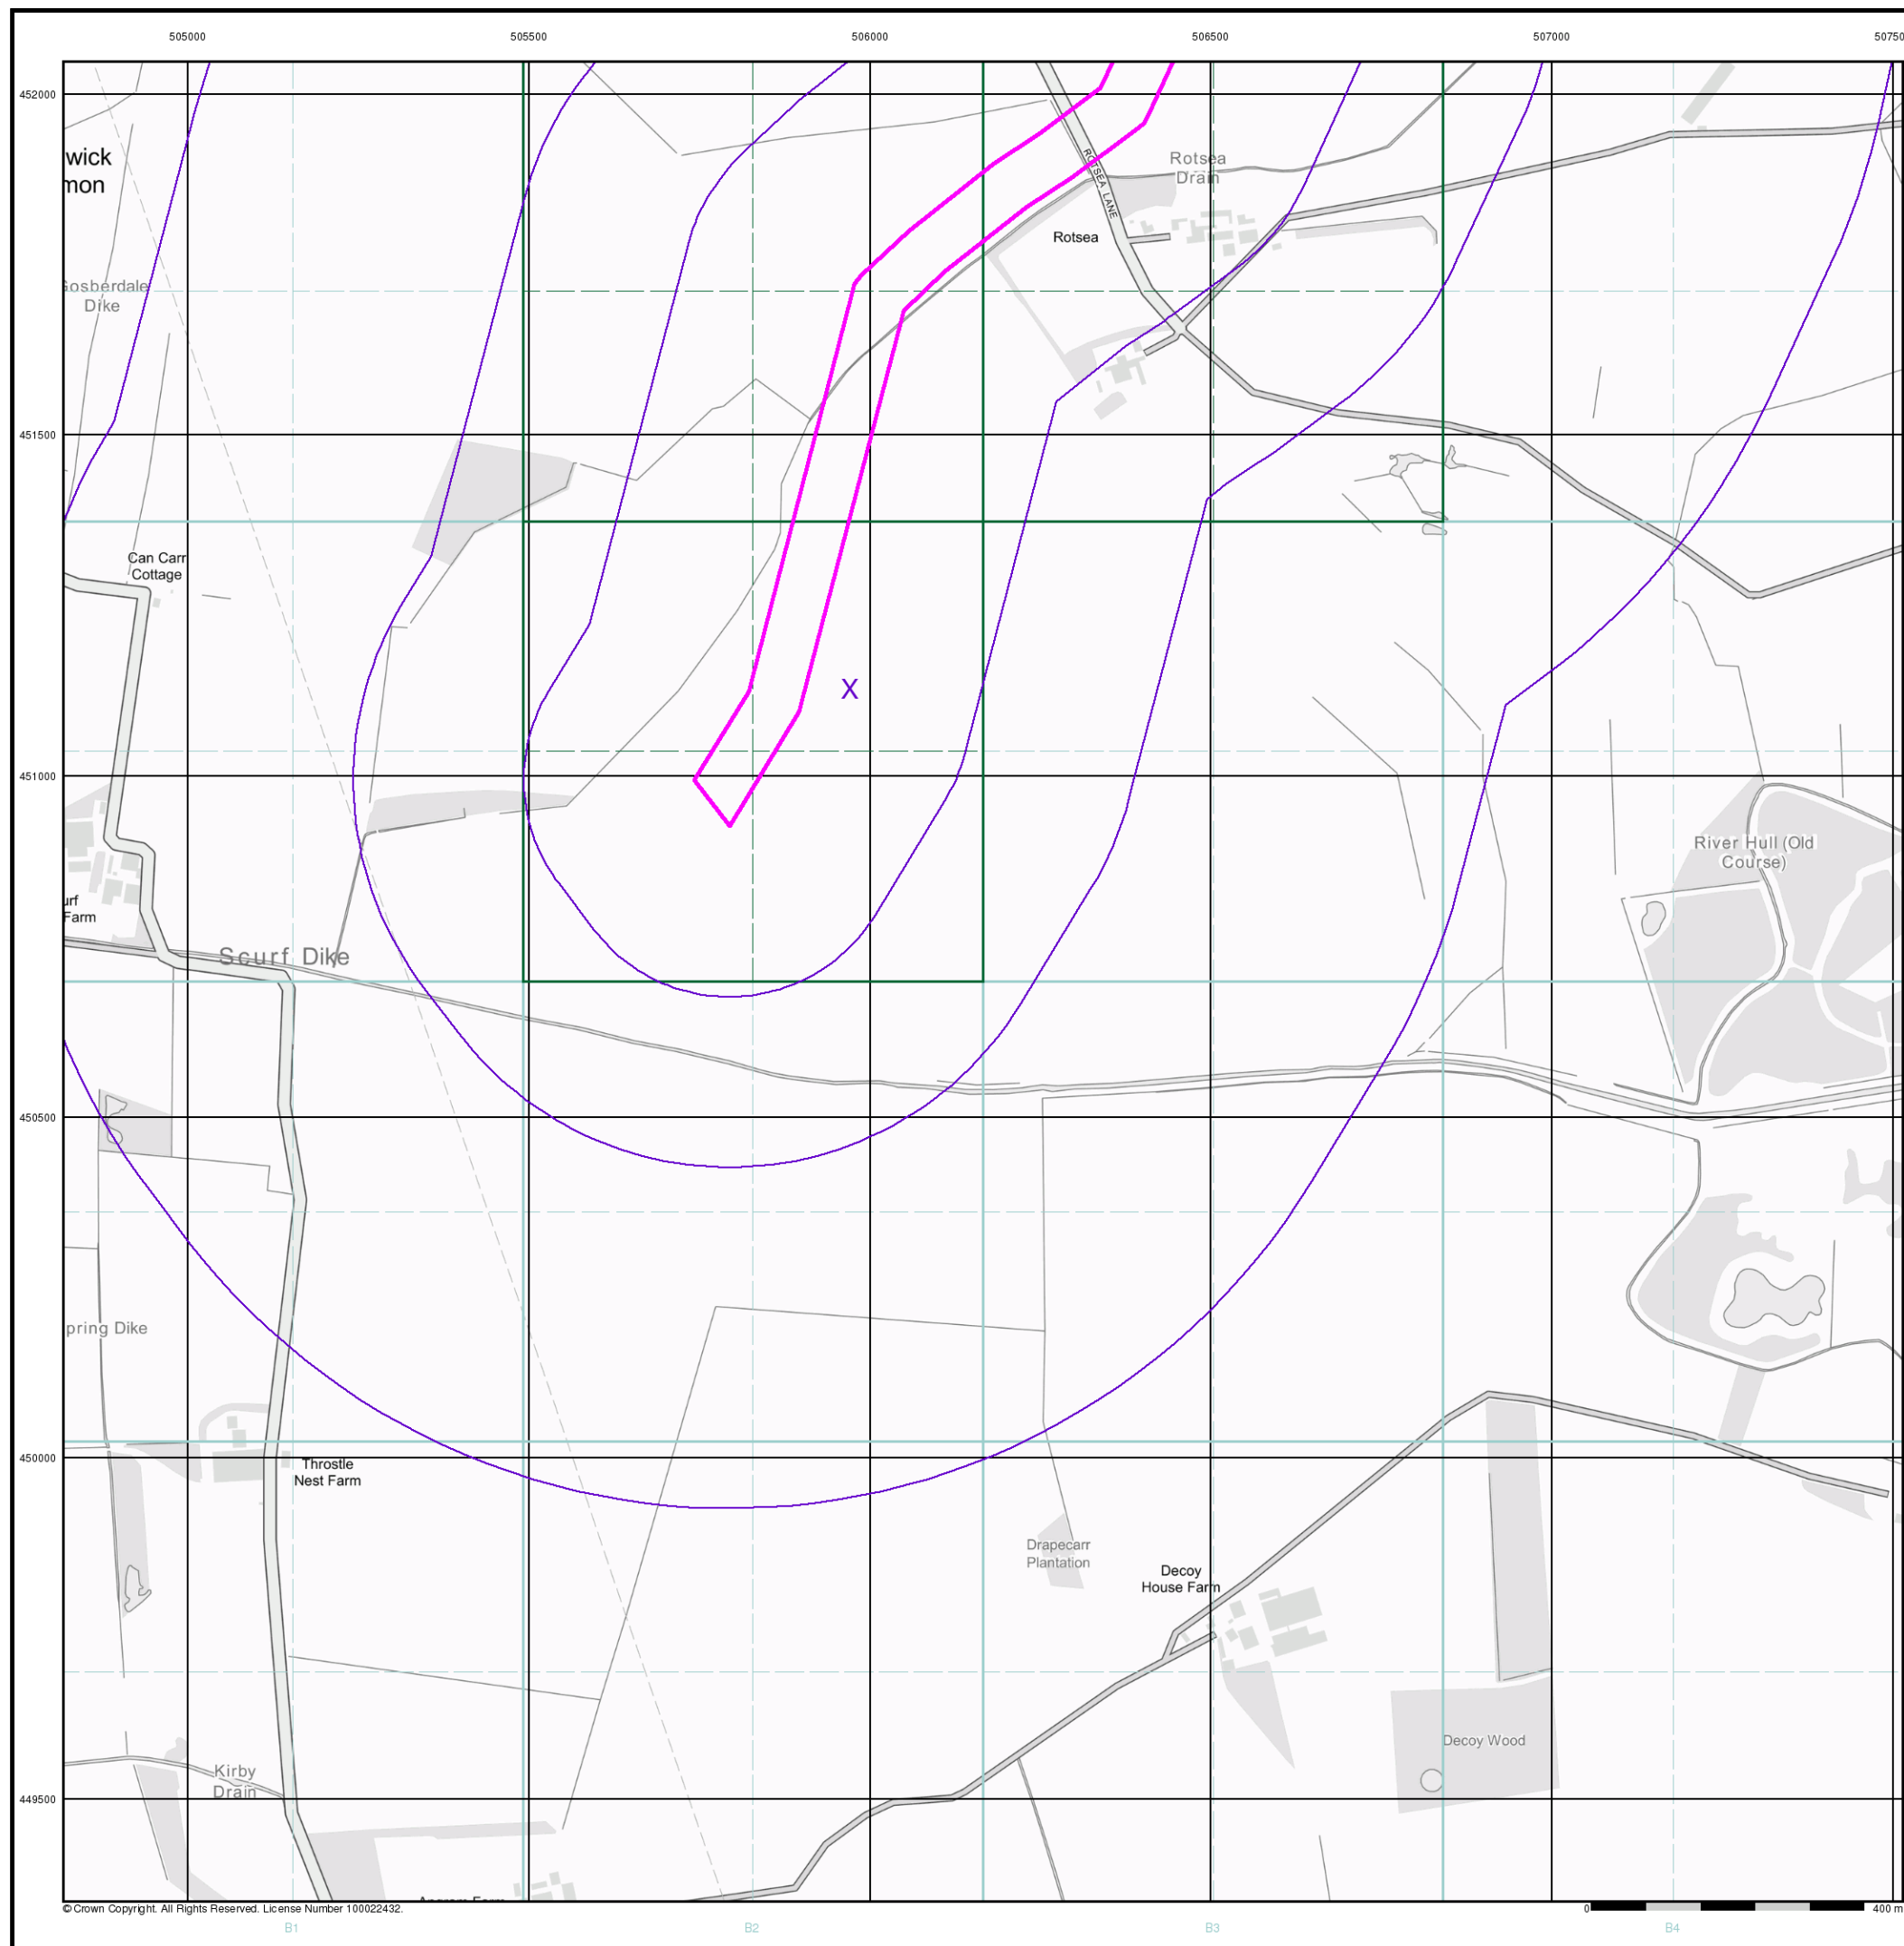 505000 505500 506000 506500 507000
452000
wick
mon
Rotsea
Drain
ROTSEA LANE
Rotsea
Gosberdale
Dike
451500
Can Carr
Cottage
X
451000
River Hull (Old
Course)
urf
Farm
Scurf Dike
450500
pring Dike
450000
Throstle
Nest Farm
Drapecarr
Plantation
Decoy
House Farm
Decoy Wood
Kirby
Drain
449500
© Crown Copyright. All Rights Reserved. License Number 100022432.
0 400 m
B1 B2 B3 B4